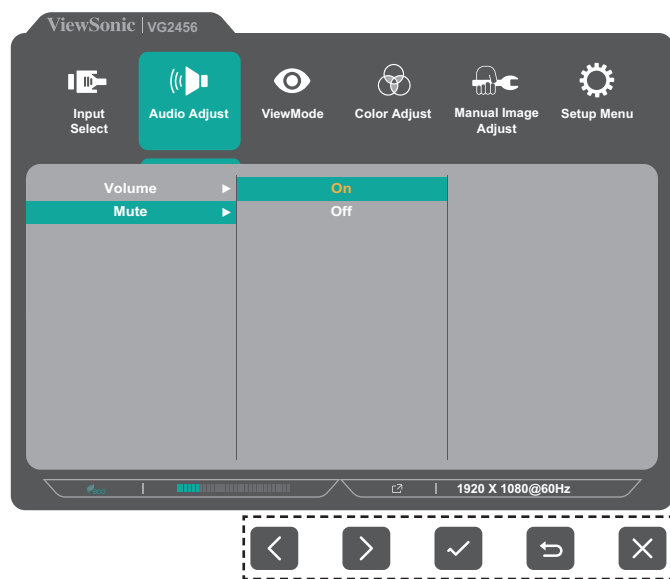 ViewSonic | VG2456
Input
Select
Audio Adjust
ViewMode
Color Adjust
Manual Image
Adjust
Setup Menu
Volume
On
Mute
Off
eco
1920 X 1080@60Hz